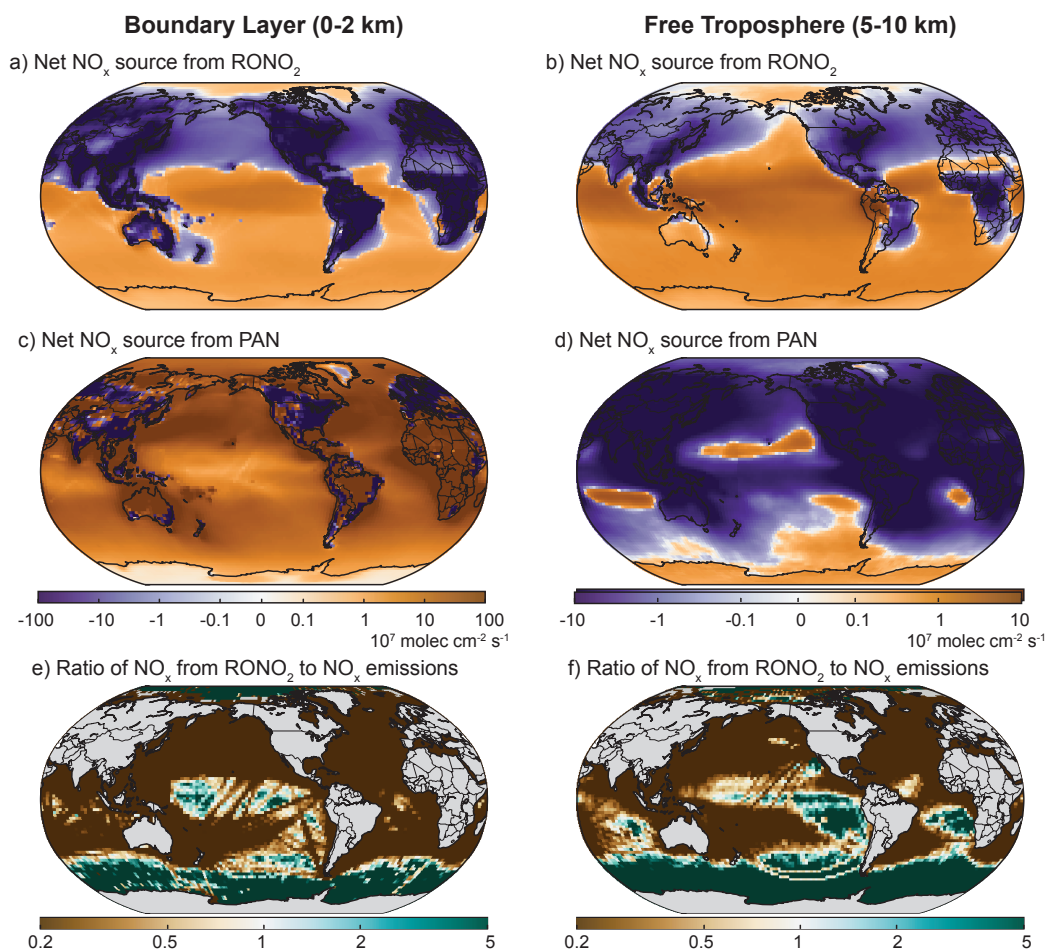 Boundary Layer (0-2 km)
Free Troposphere (5-10 km)
a) Net NOx source from RONO2
b) Net NOx source from RONO2
c) Net NOx source from PAN
d) Net NOx source from PAN
-100 -10 -1 -0.1 0 0.1 1 10 100
10⁷ molec cm⁻² s⁻¹
-10 -1 -0.1 0 0.1 1 10
10⁷ molec cm⁻² s⁻¹
e) Ratio of NOx from RONO2 to NOx emissions
f) Ratio of NOx from RONO2 to NOx emissions
0.2 0.5 1 2 5
0.2 0.5 1 2 5